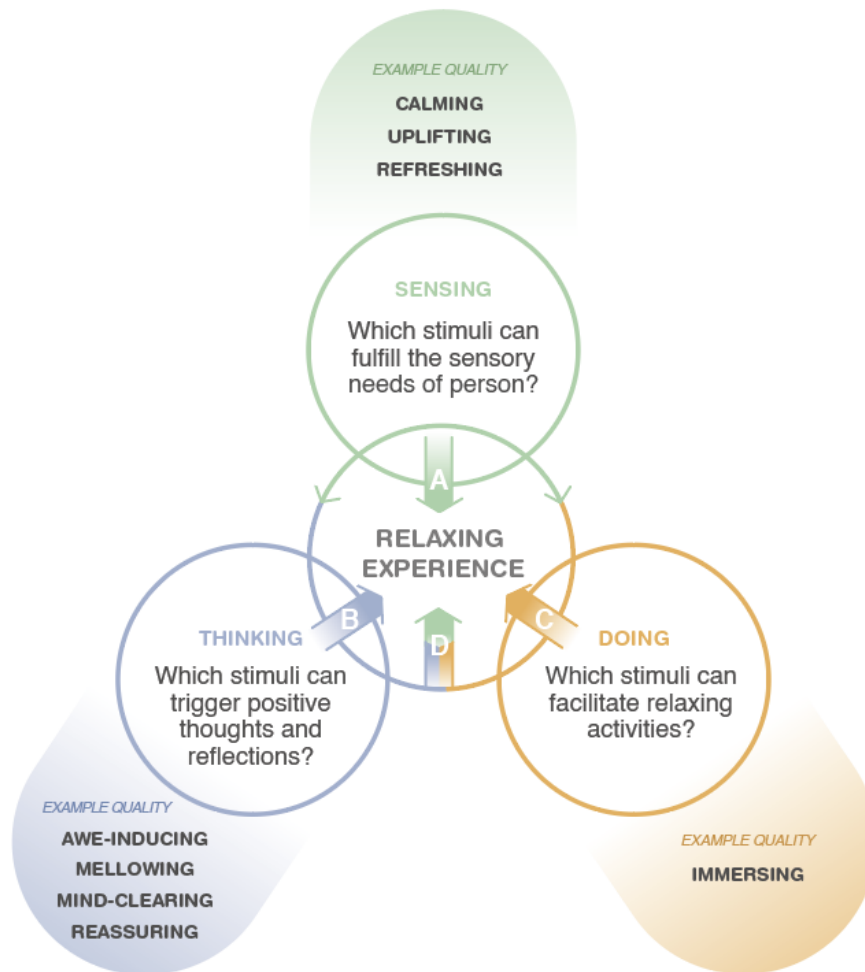 EXAMPLE QUALITY
CALMING
UPLIFTING
REFRESHING
SENSING
Which stimuli can
fulfill the sensory
needs of person?
A
RELAXING
EXPERIENCE
B
C
D
THINKING
Which stimuli can
trigger positive
thoughts and
reflections?
DOING
Which stimuli can
facilitate relaxing
activities?
EXAMPLE QUALITY
AWE-INDUCING
MELLOWING
MIND-CLEARING
REASSURING
EXAMPLE QUALITY
IMMERSING